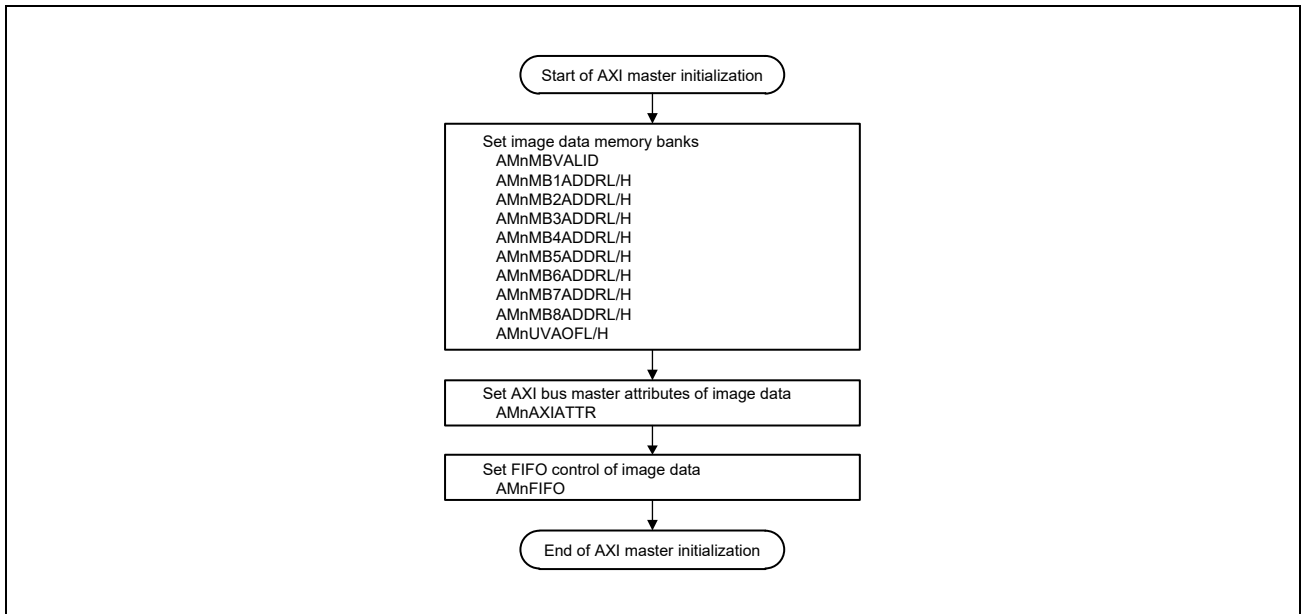 Start of AXI master initialization
Set image data memory banks
AMnMBVALID
AMnMB1ADDRL/H
AMnMB2ADDRL/H
AMnMB3ADDRL/H
AMnMB4ADDRL/H
AMnMB5ADDRL/H
AMnMB6ADDRL/H
AMnMB7ADDRL/H
AMnMB8ADDRL/H
AMnUVAOFL/H
Set AXI bus master attributes of image data
AMnAXIATTR
Set FIFO control of image data
AMnFIFO
End of AXI master initialization